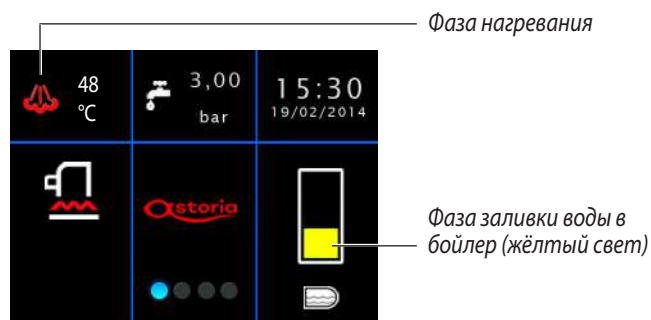 Фаза нагревания
48
°C
3,00
bar
15:30
19/02/2014
astoria
Фаза заливки воды в
бойлер (жёлтый свет)